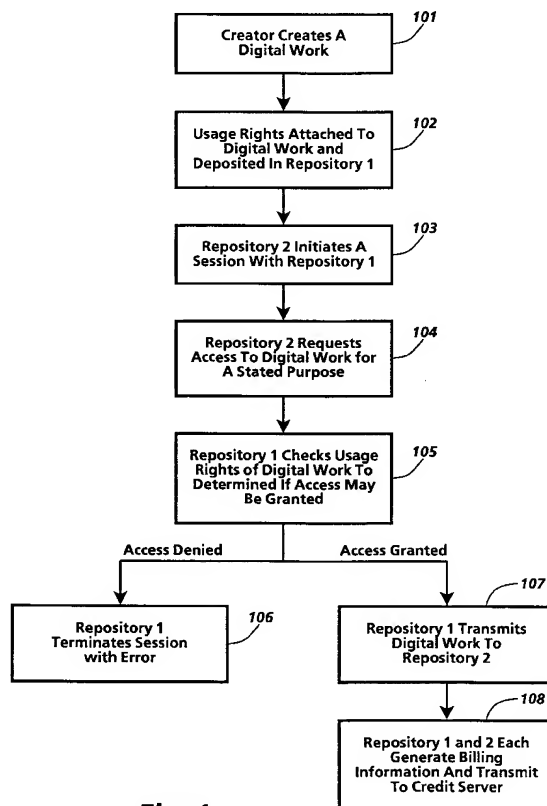 101
Creator Creates A
Digital Work
102
Usage Rights Attached To
Digital Work and
Deposited In Repository 1
103
Repository 2 Initiates A
Session With Repository 1
104
Repository 2 Requests
Access To Digital Work for
A Stated Purpose
105
Repository 1 Checks Usage
Rights of Digital Work To
Determined If Access May
Be Granted
Access Denied
Access Granted
106
Repository 1
Terminates Session
with Error
107
Repository 1 Transmits
Digital Work To
Repository 2
108
Repository 1 and 2 Each
Generate Billing
Information And Transmit
To Credit Server